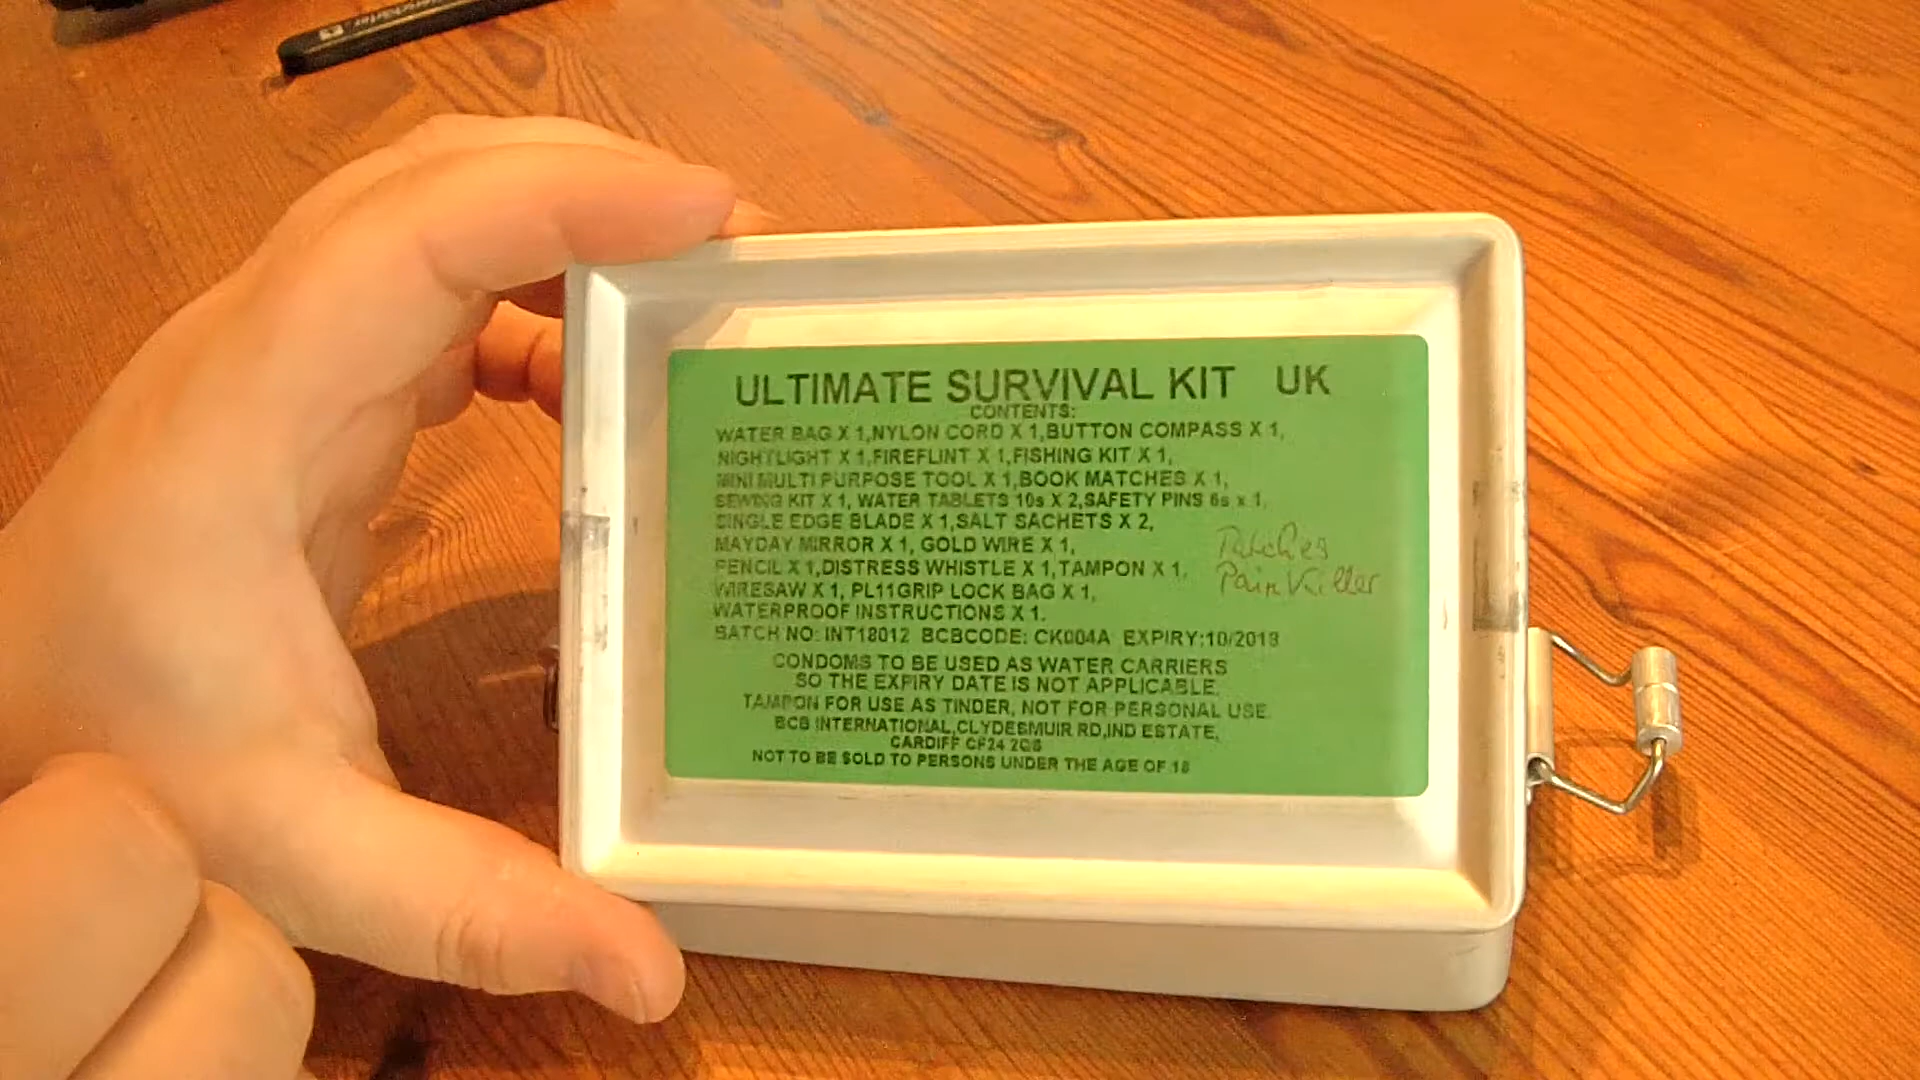 ULTIMATE SURVIVAL KIT UK
CONTENTS:
WATER BAG X 1,NYLON CORD X 1,BUTTON COMPASS X 1,
NIGHTLIGHT X 1,FIREFLINT X 1,FISHING KIT X 1,
MINI MULTI PURPOSE TOOL X 1,BOOK MATCHES X 1,
SEWING KIT X 1, WATER TABLETS 10s X 2,SAFETY PINS 6s x 1,
SINGLE EDGE BLADE X 1,SALT SACHETS X 2,
MAYDAY MIRROR X 1, GOLD WIRE X 1,
PENCIL X 1,DISTRESS WHISTLE X 1,TAMPON X 1,
WIRESAW X 1, PL11GRIP LOCK BAG X 1,
WATERPROOF INSTRUCTIONS X 1.
Patches
Painkiller
BATCH NO: INT18012 BCBCODE: CK004A EXPIRY:10/2013
CONDOMS TO BE USED AS WATER CARRIERS
SO THE EXPIRY DATE IS NOT APPLICABLE.
TAMPON FOR USE AS TINDER, NOT FOR PERSONAL USE.
BCB INTERNATIONAL,CLYDESMUIR RD,IND ESTATE,
CARDIFF CF24 2QS
NOT TO BE SOLD TO PERSONS UNDER THE AGE OF 18